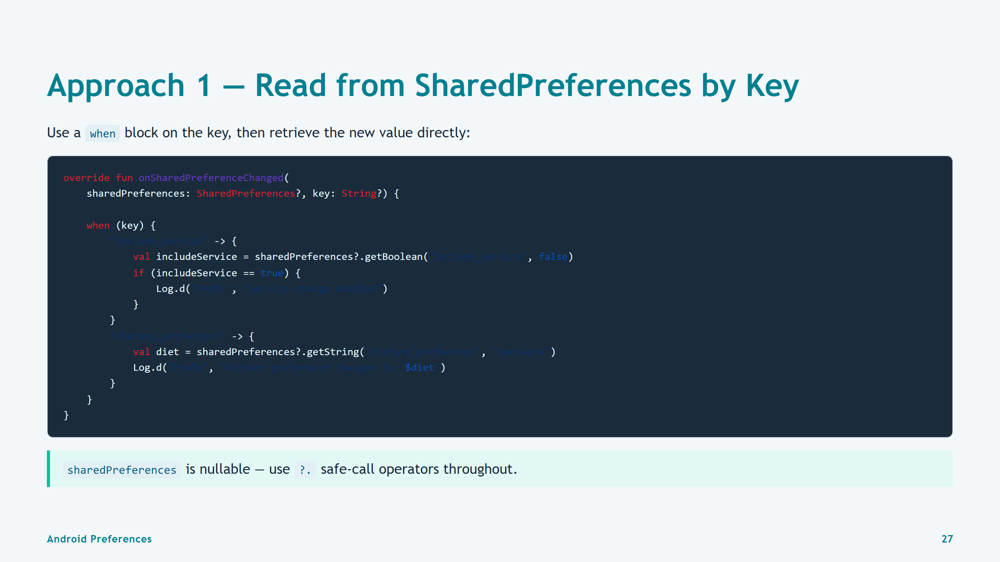 Approach 1 — Read from SharedPreferences by Key
Use a when block on the key, then retrieve the new value directly:
override fun onSharedPreferenceChanged(
    sharedPreferences: SharedPreferences?, key: String?) {

    when (key) {
        "include_service" -> {
            val includeService = sharedPreferences?.getBoolean("include_service", false)
            if (includeService == true) {
                Log.d("Prefs", "Service charge enabled")
            }
        }
        "dietary_preference" -> {
            val diet = sharedPreferences?.getString("dietary_preference", "omnivore")
            Log.d("Prefs", "Dietary preference changed to: $diet")
        }
    }
}
sharedPreferences is nullable — use ?. safe-call operators throughout.
Android Preferences
27